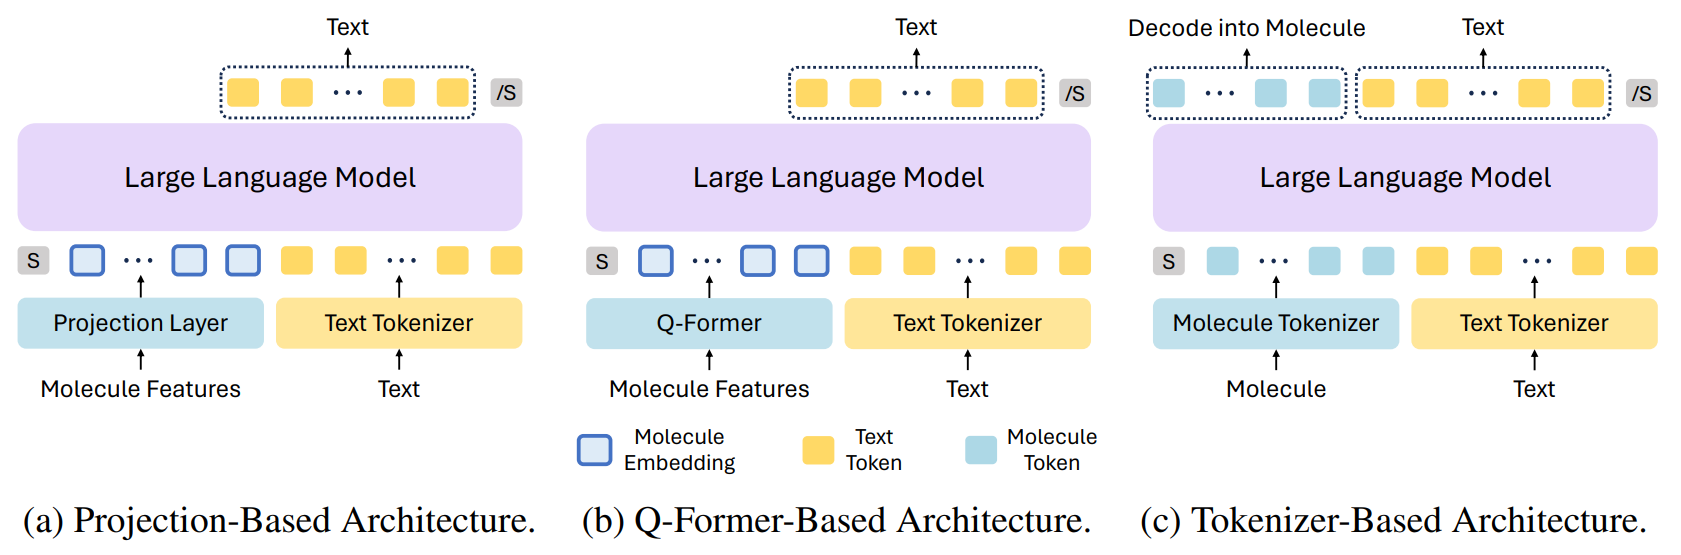 Text
/S
Large Language Model
S
Projection Layer
Text Tokenizer
Molecule Features
Text
(a) Projection-Based Architecture.
Text
/S
Large Language Model
S
Q-Former
Text Tokenizer
Molecule Features
Text
Molecule
Embedding
Text
Token
Molecule
Token
(b) Q-Former-Based Architecture.
Decode into Molecule
Text
/S
Large Language Model
S
Molecule Tokenizer
Text Tokenizer
Molecule
Text
(c) Tokenizer-Based Architecture.